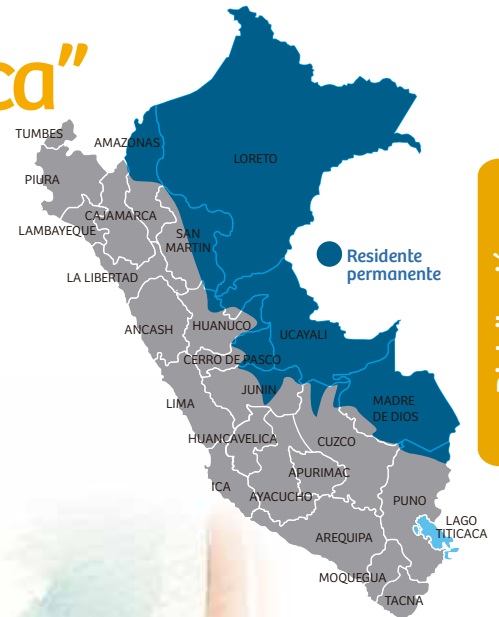 ca”
TUMBES
AMAZONAS
LORETO
PIURA
CAJAMARCA
LAMBAYEQUE
SAN
MARTIN
LA LIBERTAD
Residente
permanente
ANCASH
HUANUCO
UCAYALI
CERRO DE PASCO
JUNIN
LIMA
MADRE
DE DIOS
HUANCAVELICA
CUZCO
APURIMAC
ICA
AYACUCHO
PUNO
LAGO
TITICACA
AREQUIPA
MOQUEGUA
TACNA